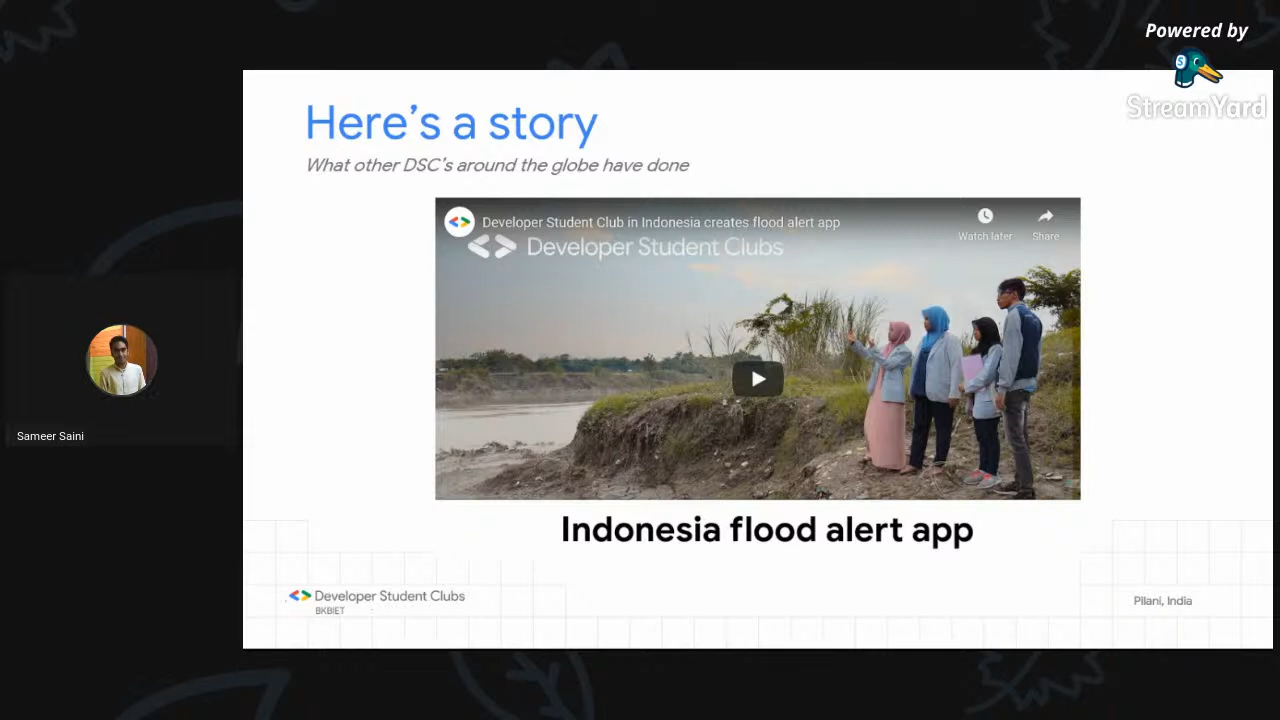 Powered by
StreamYard
Here's a story
What other DSC's around the globe have done
Developer Student Club in Indonesia creates flood alert app
Watch later
Share
Developer Student Clubs
Indonesia flood alert app
Sameer Saini
Developer Student Clubs
BKBIET
Pilani, India